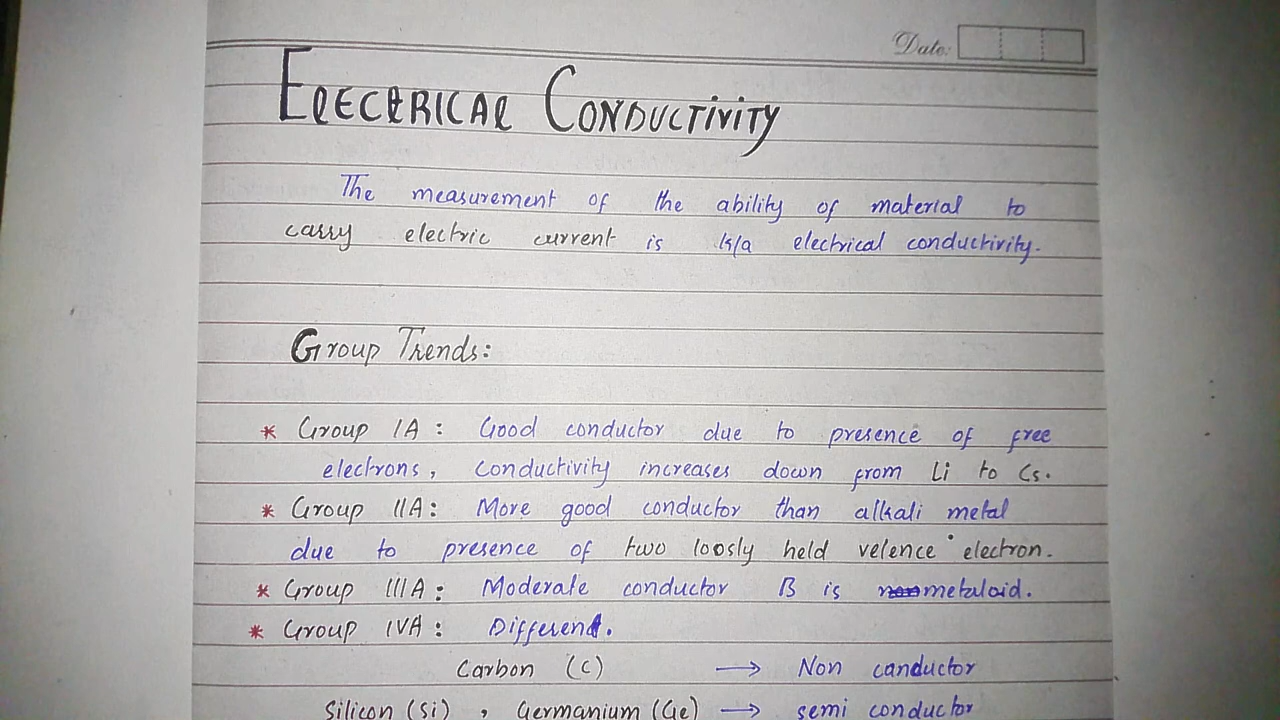 Date:
ELECTRICAL CONDUCTIVITY
The measurement of the ability of material to
carry electric current is k/a electrical conductivity.
Group Trends:
* Group IA : Good conductor due to presence of free
electrons, Conductivity increases down from Li to Cs.
* Group IIA : More good conductor than alkali metal
due to presence of two loosly held velence electron.
* Group IIIA : Moderate conductor B is metaloid.
* Group IVA : Different.
Carbon (C) → Non conductor
Silicon (Si) , Germanium (Ge) → semi conductor